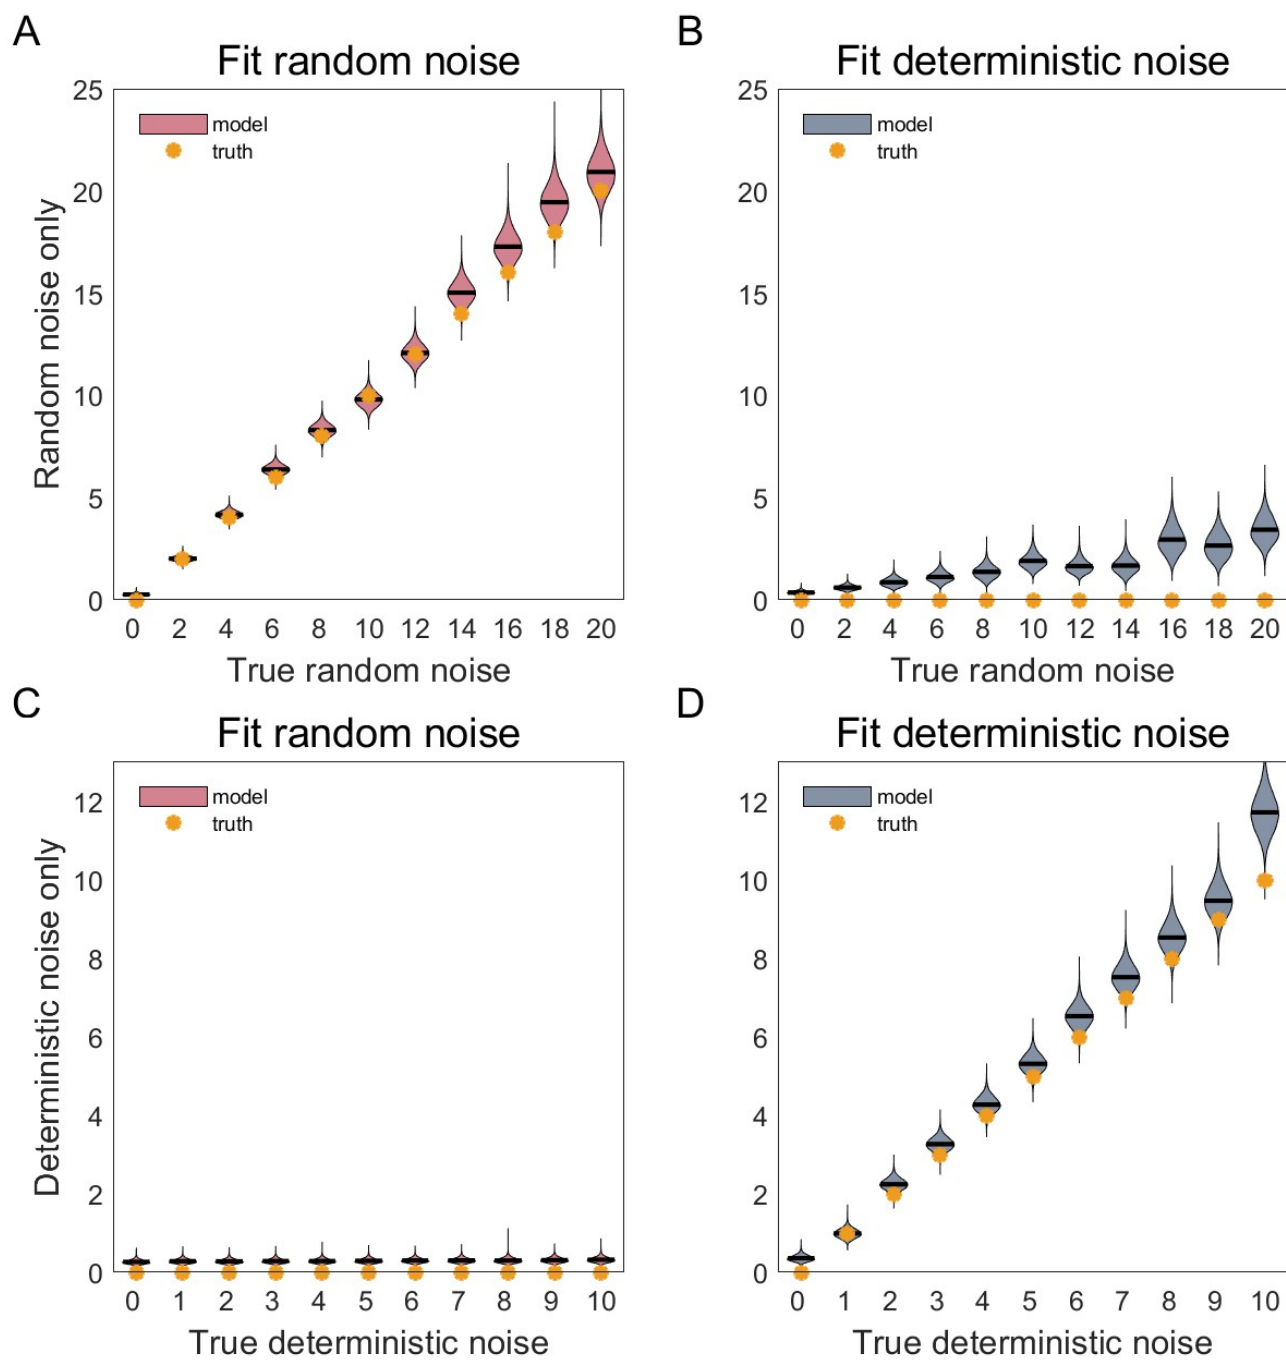 A
Fit random noise
25
20
15
10
5
0
model
truth
Random noise only
0 2 4 6 8 10 12 14 16 18 20
True random noise
B
Fit deterministic noise
25
20
15
10
5
0
model
truth
0 2 4 6 8 10 12 14 16 18 20
True random noise
C
Fit random noise
12
10
8
6
4
2
0
model
truth
Deterministic noise only
0 1 2 3 4 5 6 7 8 9 10
True deterministic noise
D
Fit deterministic noise
12
10
8
6
4
2
0
model
truth
0 1 2 3 4 5 6 7 8 9 10
True deterministic noise